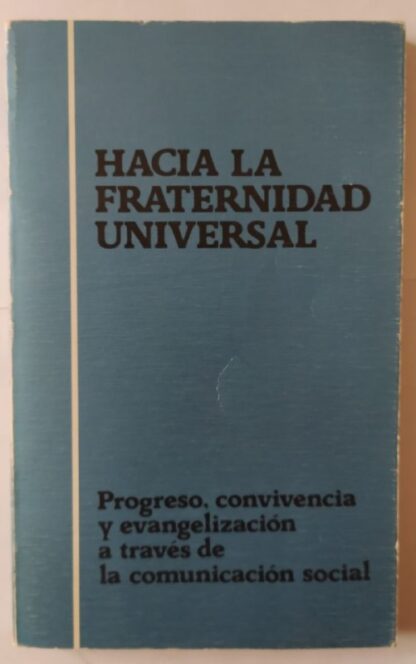 HACIA LA
FRATERNIDAD
UNIVERSAL
Progreso, convivencia
y evangelización
a través de
la comunicación social